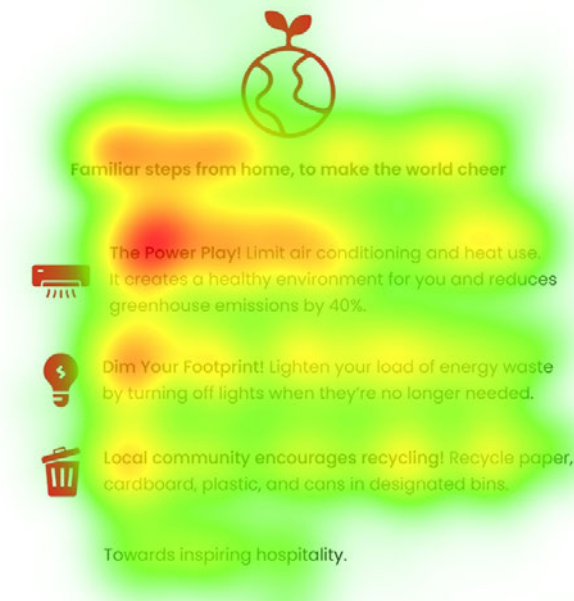 Familiar steps from home, to make the world cheer
The Power Play! Limit air conditioning and heat use.
It creates a healthy environment for you and reduces
greenhouse emissions by 40%.
Dim Your Footprint! Lighten your load of energy waste
by turning off lights when they're no longer needed.
Local community encourages recycling! Recycle paper,
cardboard, plastic, and cans in designated bins.
Towards inspiring hospitality.